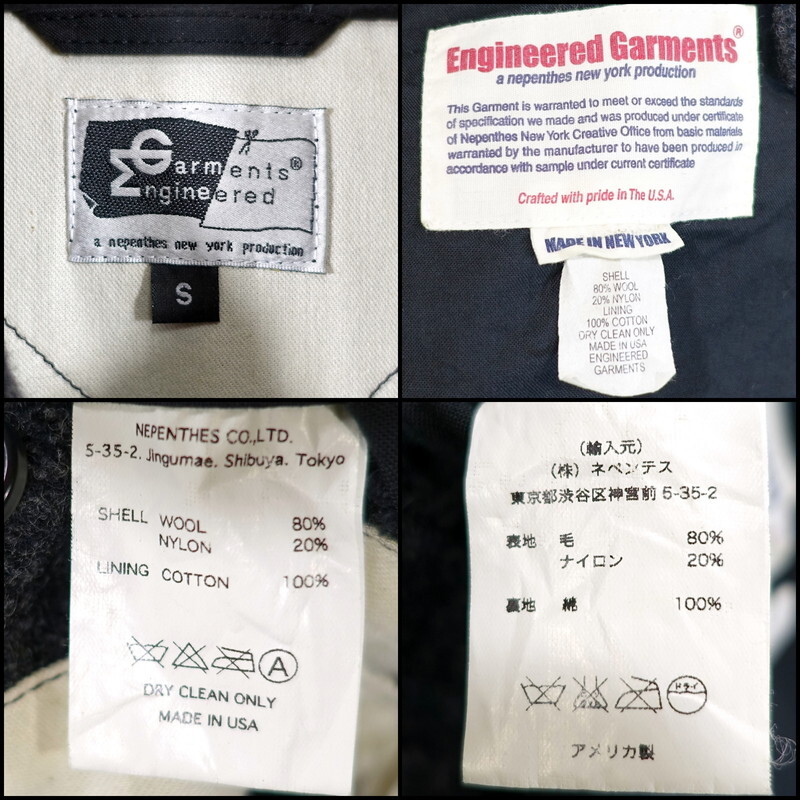 Garments®
Engineered
a nepenthes new york production
S
Engineered Garments®
a nepenthes new york production
This Garment is warranted to meet or exceed the standards
of specification we made and was produced under certificate
of Nepenthes New York Creative Office from basic materials
warranted by the manufacturer to have been produced in
accordance with sample under current certificate
Crafted with pride in The U.S.A.
MADE IN NEW YORK
SHELL
80% WOOL
20% NYLON
LINING
100% COTTON
DRY CLEAN ONLY
MADE IN USA
ENGINEERED
GARMENTS
NEPENTHES CO.,LTD.
5-35-2, Jingumae, Shibuya, Tokyo
SHELL WOOL 80%
NYLON 20%
LINING COTTON 100%
A
DRY CLEAN ONLY
MADE IN USA
(輸入元)
(株) ネペンテス
東京都渋谷区神宮前 5-35-2
表地 毛 80%
ナイロン 20%
裏地 綿 100%
ドライ
アメリカ製